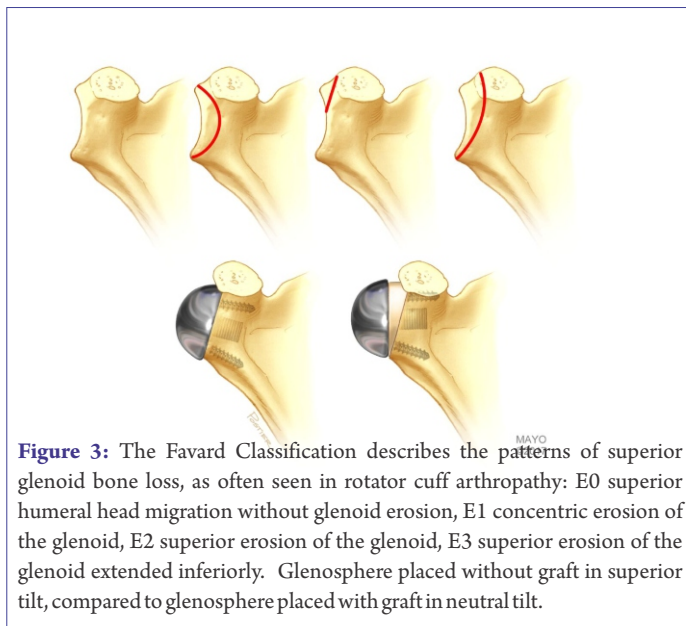 MAYO
Figure 3: The Favard Classification describes the patterns of superior
glenoid bone loss, as often seen in rotator cuff arthropathy: E0 superior
humeral head migration without glenoid erosion, E1 concentric erosion of
the glenoid, E2 superior erosion of the glenoid, E3 superior erosion of the
glenoid extended inferiorly. Glenosphere placed without graft in superior
tilt, compared to glenosphere placed with graft in neutral tilt.